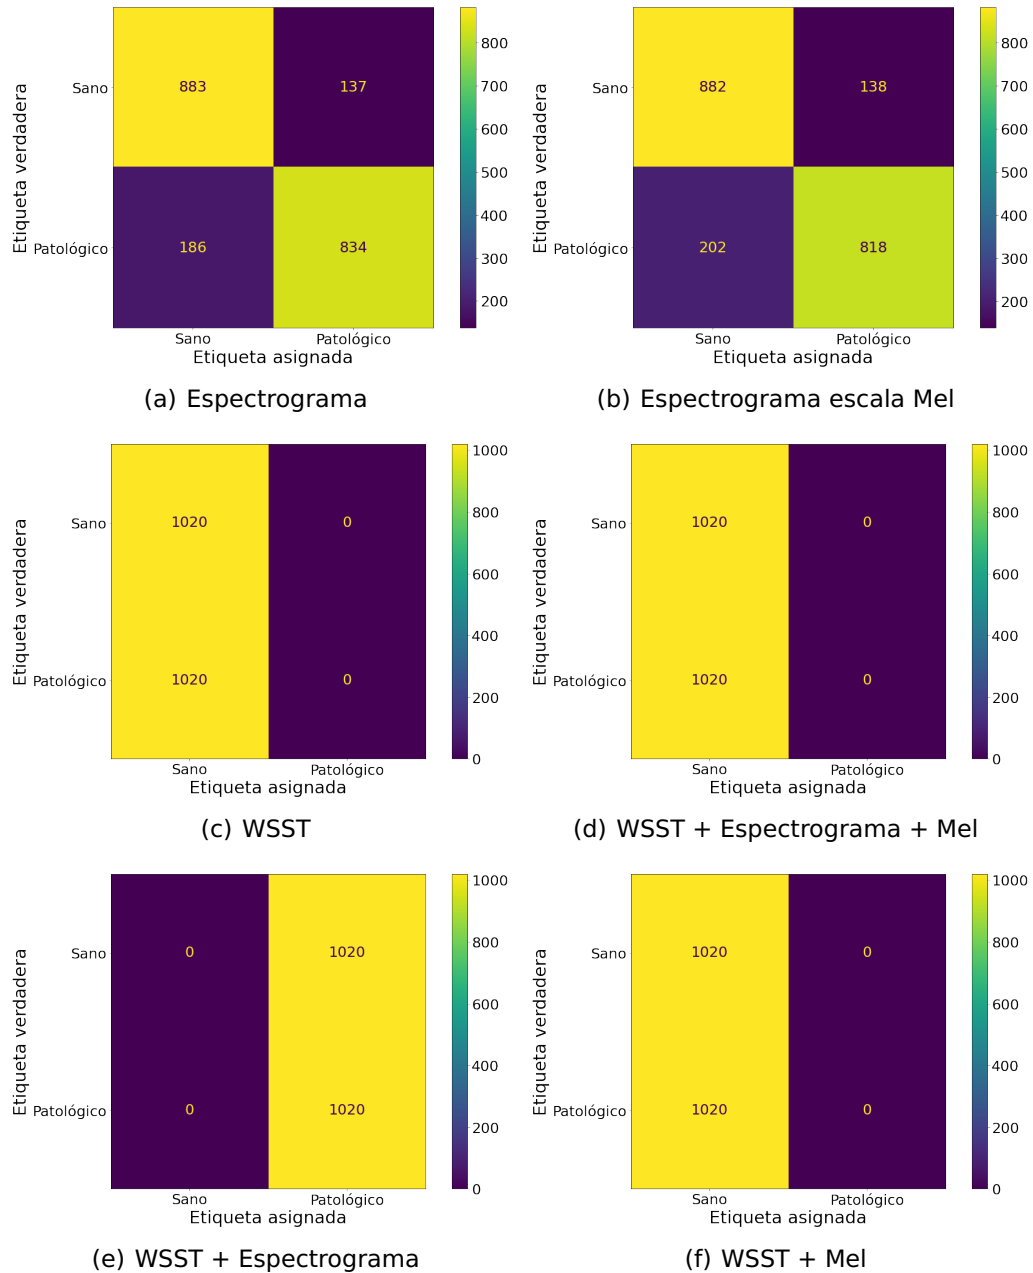 Etiqueta verdadera
Sano
883
137
Patológico
186
834
Sano
Patológico
Etiqueta asignada
800
700
600
500
400
300
200
(a) Espectrograma
Etiqueta verdadera
Sano
882
138
Patológico
202
818
Sano
Patológico
Etiqueta asignada
800
700
600
500
400
300
200
(b) Espectrograma escala Mel
Etiqueta verdadera
Sano
1020
0
Patológico
1020
0
Sano
Patológico
Etiqueta asignada
1000
800
600
400
200
0
(c) WSST
Etiqueta verdadera
Sano
1020
0
Patológico
1020
0
Sano
Patológico
Etiqueta asignada
1000
800
600
400
200
0
(d) WSST + Espectrograma + Mel
Etiqueta verdadera
Sano
0
1020
Patológico
0
1020
Sano
Patológico
Etiqueta asignada
1000
800
600
400
200
0
(e) WSST + Espectrograma
Etiqueta verdadera
Sano
1020
0
Patológico
1020
0
Sano
Patológico
Etiqueta asignada
1000
800
600
400
200
0
(f) WSST + Mel